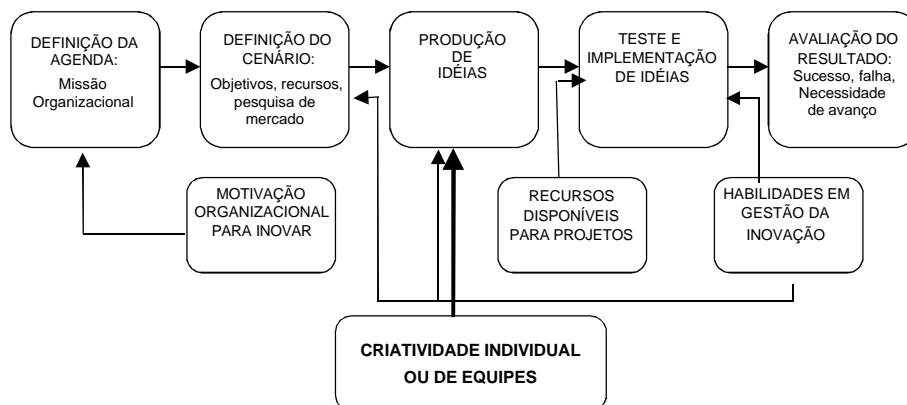 DEFINIÇÃO DA
AGENDA:
Missão
Organizacional
DEFINIÇÃO DO
CENÁRIO:
Objetivos, recursos,
pesquisa de
mercado
PRODUÇÃO
DE
IDÉIAS
TESTE E
IMPLEMENTAÇÃO
DE IDÉIAS
AVALIAÇÃO DO
RESULTADO:
Sucesso, falha,
Necessidade
de avanço
MOTIVAÇÃO
ORGANIZACIONAL
PARA INOVAR
RECURSOS
DISPONÍVEIS
PARA PROJETOS
HABILIDADES EM
GESTÃO DA
INOVAÇÃO
CRIATIVIDADE INDIVIDUAL
OU DE EQUIPES